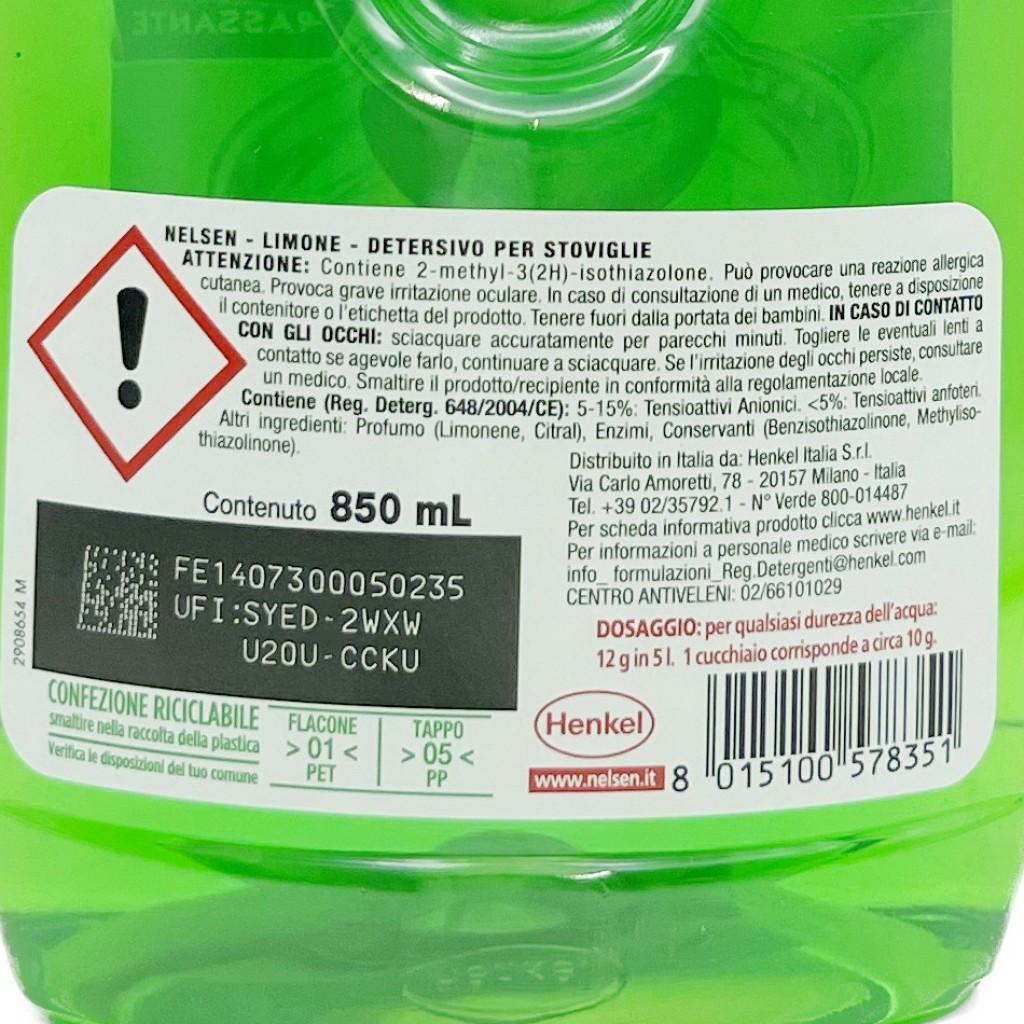 NELSEN - LIMONE - DETERSIVO PER STOVIGLIE
ATTENZIONE: Contiene 2-methyl-3(2H)-isothiazolone. Può provocare una reazione allergica
cutanea. Provoca grave irritazione oculare. In caso di consultazione di un medico, tenere a disposizione
il contenitore o l'etichetta del prodotto. Tenere fuori dalla portata dei bambini. IN CASO DI CONTATTO
CON GLI OCCHI: sciacquare accuratamente per parecchi minuti. Togliere le eventuali lenti a
contatto se agevole farlo, continuare a sciacquare. Se l'irritazione degli occhi persiste, consultare
un medico. Smaltire il prodotto/recipiente in conformità alla regolamentazione locale.
Contiene (Reg. Deterg. 648/2004/CE): 5-15%: Tensioattivi Anionici. <5%: Tensioattivi anfoteri.
Altri ingredienti: Profumo (Limonene, Citral), Enzimi, Conservanti (Benzisothiazolinone, Methyliso-
thiazolinone).
Contenuto 850 mL
Distribuito in Italia da: Henkel Italia S.r.l.
Via Carlo Amoretti, 78 - 20157 Milano - Italia
Tel. +39 02/35792.1 - N° Verde 800-014487
Per scheda informativa prodotto clicca www.henkel.it
Per informazioni a personale medico scrivere via e-mail:
info_ formulazioni_Reg.Detergenti@henkel.com
CENTRO ANTIVELENI: 02/66101029
DOSAGGIO: per qualsiasi durezza dell'acqua:
12 g in 5 l. 1 cucchiaio corrisponde a circa 10 g.
2908654 M
FE1407300050235
UFI:SYED-2WXW
U20U-CCKU
CONFEZIONE RICICLABILE
smaltire nella raccolta della plastica
Verifica le disposizioni del tuo comune
FLACONE
> 01 <
PET
TAPPO
> 05 <
PP
Henkel
www.nelsen.it
8 015100 578351